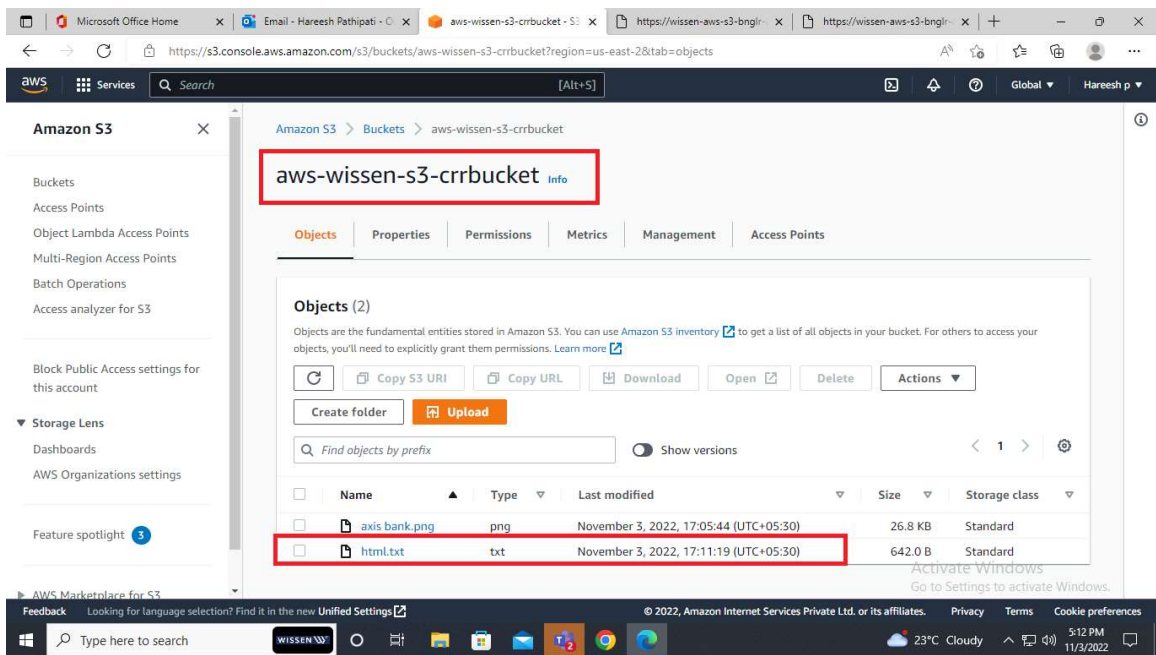 Microsoft Office Home
Email - Hareesh Pathipati - O
aws-wissen-s3-crrbucket - S3
https://wissen-aws-s3-bnglr-
https://wissen-aws-s3-bnglr-
https://s3.console.aws.amazon.com/s3/buckets/aws-wissen-s3-crrbucket?region=us-east-2&tab=objects
aws Services Search [Alt+S] Global Hareesh p
Amazon S3
Buckets
Access Points
Object Lambda Access Points
Multi-Region Access Points
Batch Operations
Access analyzer for S3
Block Public Access settings for
this account
Storage Lens
Dashboards
AWS Organizations settings
Feature spotlight 3
AWS Marketplace for S3
Amazon S3 > Buckets > aws-wissen-s3-crrbucket
aws-wissen-s3-crrbucket Info
Objects Properties Permissions Metrics Management Access Points
Objects (2)
Objects are the fundamental entities stored in Amazon S3. You can use Amazon S3 inventory to get a list of all objects in your bucket. For others to access your
objects, you'll need to explicitly grant them permissions. Learn more
Copy S3 URI Copy URL Download Open Delete Actions
Create folder Upload
Find objects by prefix Show versions 1
Name Type Last modified Size Storage class
axis bank.png png November 3, 2022, 17:05:44 (UTC+05:30) 26.8 KB Standard
html.txt txt November 3, 2022, 17:11:19 (UTC+05:30) 642.0 B Standard
Activate Windows
Go to Settings to activate Windows.
Feedback Looking for language selection? Find it in the new Unified Settings © 2022, Amazon Internet Services Private Ltd. or its affiliates. Privacy Terms Cookie preferences
Type here to search WISSEN 23°C Cloudy 5:12 PM
11/3/2022